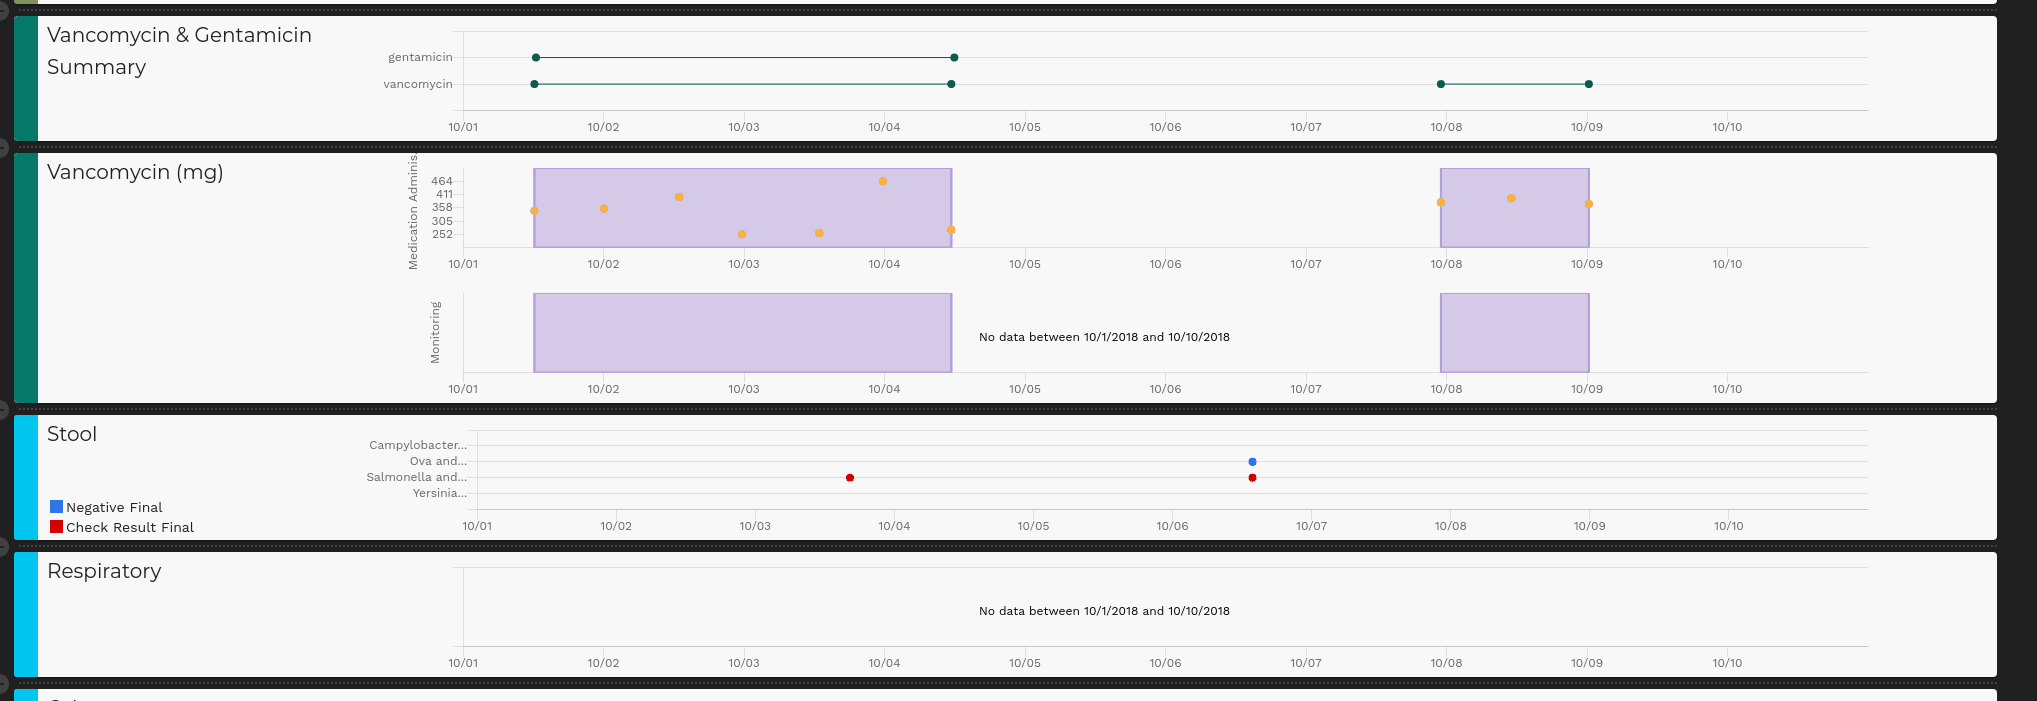 Vancomycin & Gentamicin
Summary
gentamicin
vancomycin
10/01 10/02 10/03 10/04 10/05 10/06 10/07 10/08 10/09 10/10
Vancomycin (mg)
Medication Adminis.
464
411
358
305
252
10/01 10/02 10/03 10/04 10/05 10/06 10/07 10/08 10/09 10/10
Monitoring
No data between 10/1/2018 and 10/10/2018
10/01 10/02 10/03 10/04 10/05 10/06 10/07 10/08 10/09 10/10
Stool
Campylobacter...
Ova and...
Salmonella and...
Yersinia...
Negative Final
Check Result Final
10/01 10/02 10/03 10/04 10/05 10/06 10/07 10/08 10/09 10/10
Respiratory
No data between 10/1/2018 and 10/10/2018
10/01 10/02 10/03 10/04 10/05 10/06 10/07 10/08 10/09 10/10